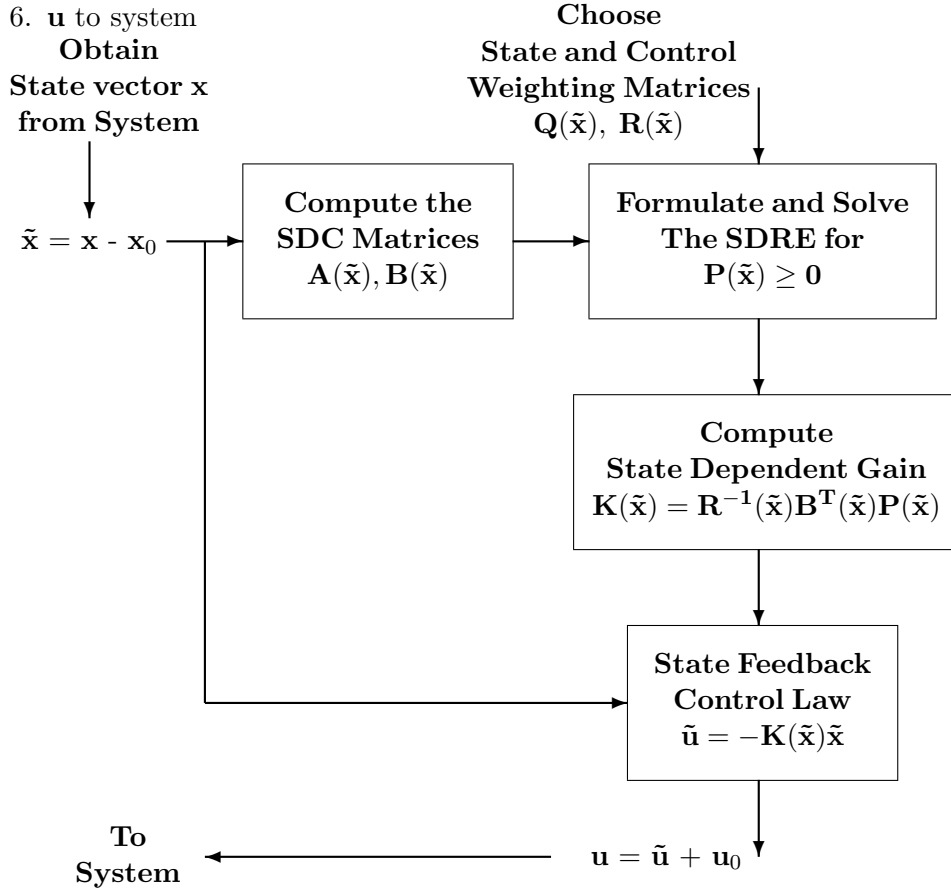 6. u to system
Obtain
State vector x
from System
Choose
State and Control
Weighting Matrices
Q(x̃), R(x̃)
x̃ = x - x₀
Compute the
SDC Matrices
A(x̃), B(x̃)
Formulate and Solve
The SDRE for
P(x̃) ≥ 0
Compute
State Dependent Gain
K(x̃) = R⁻¹(x̃)Bᵀ(x̃)P(x̃)
State Feedback
Control Law
ũ = −K(x̃)x̃
u = ũ + u₀
To
System